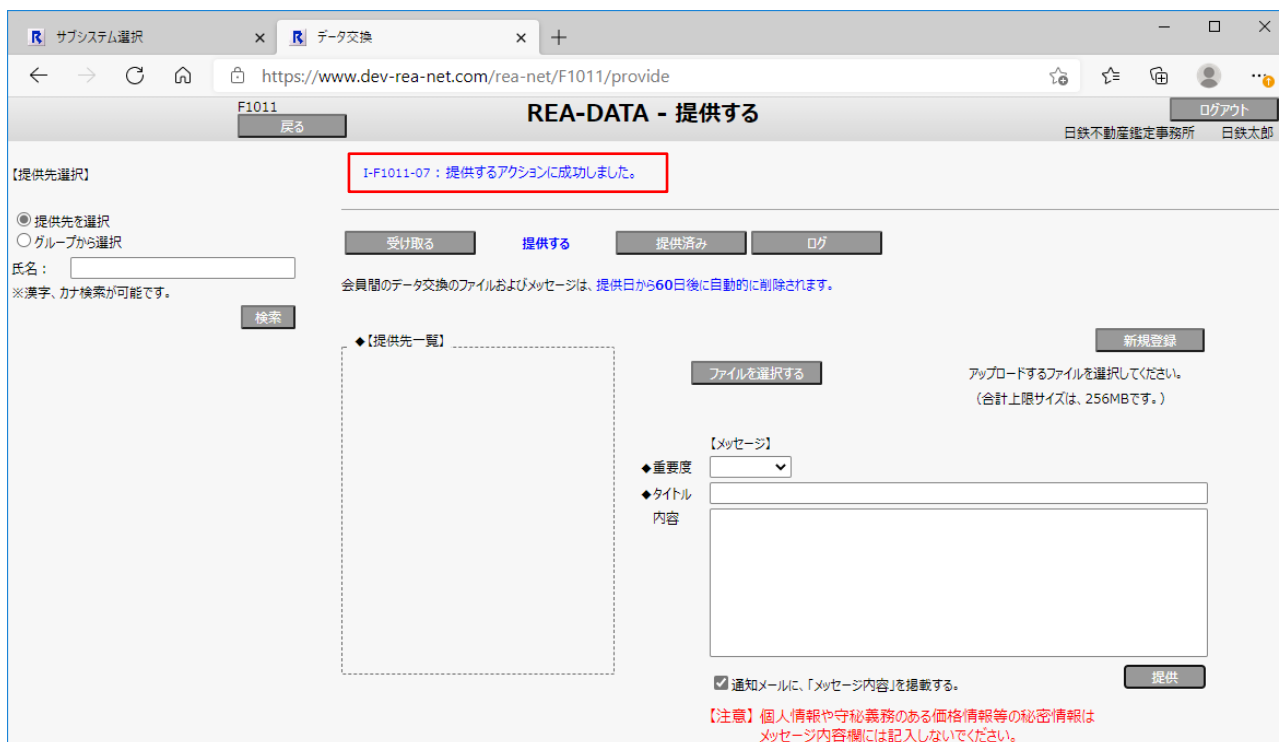 サブシステム選択
データ交換
https://www.dev-rea-net.com/rea-net/F1011/provide
F1011
戻る
REA-DATA - 提供する
ログアウト
日鉄不動産鑑定事務所 日鉄太郎
【提供先選択】
提供先を選択
グループから選択
氏名：
※漢字、カナ検索が可能です。
検索
I-F1011-07 : 提供するアクションに成功しました。
受け取る 提供する 提供済み ログ
会員間のデータ交換のファイルおよびメッセージは、提供日から60日後に自動的に削除されます。
◆【提供先一覧】
新規登録
ファイルを選択する
アップロードするファイルを選択してください。
（合計上限サイズは、256MBです。）
【メッセージ】
◆重要度
◆タイトル
内容
通知メールに、「メッセージ内容」を掲載する。
提供
【注意】個人情報や守秘義務のある価格情報等の秘密情報は
メッセージ内容欄には記入しないでください。